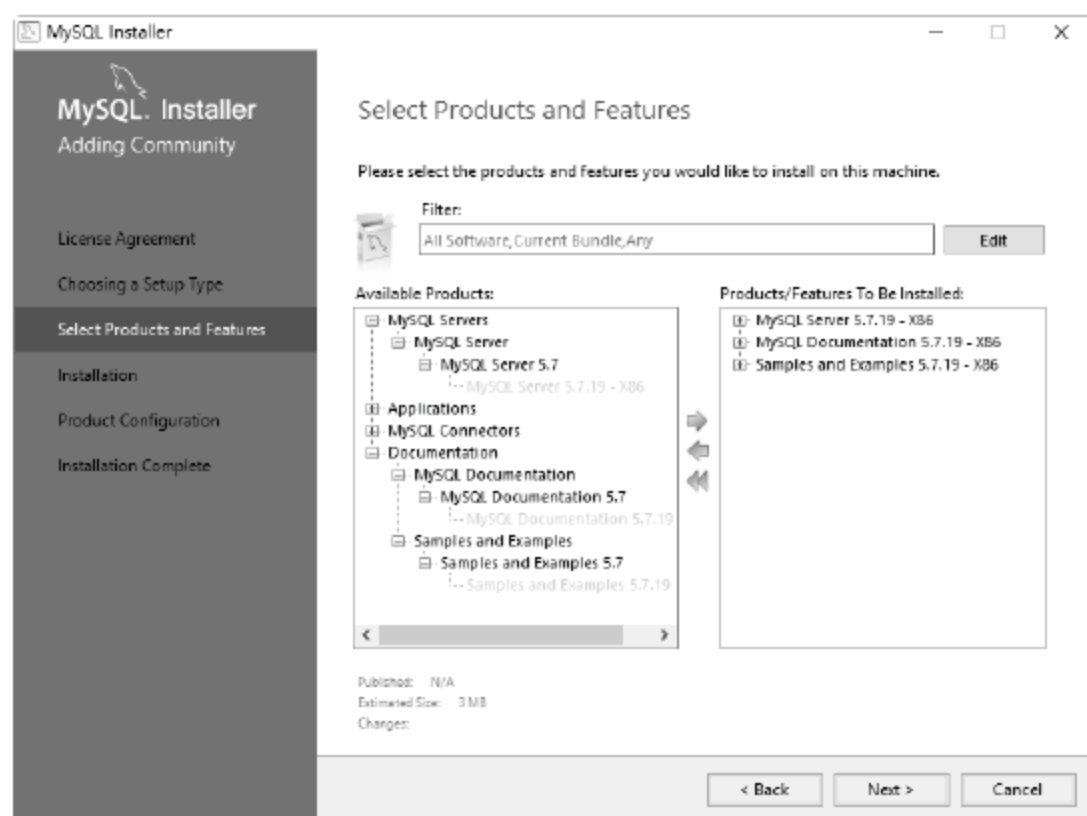 MySQL Installer
MySQL. Installer
Adding Community
License Agreement
Choosing a Setup Type
Select Products and Features
Installation
Product Configuration
Installation Complete
Select Products and Features
Please select the products and features you would like to install on this machine.
Filter:
All Software,Current Bundle,Any
Edit
Available Products:
MySQL Servers
MySQL Server
MySQL Server 5.7
MySQL Server 5.7.19 - X86
Applications
MySQL Connectors
Documentation
MySQL Documentation
MySQL Documentation 5.7
MySQL Documentation 5.7.19
Samples and Examples
Samples and Examples 5.7
Samples and Examples 5.7.19
Products/Features To Be Installed:
MySQL Server 5.7.19 - X86
MySQL Documentation 5.7.19 - X86
Samples and Examples 5.7.19 - X86
Published: N/A
Estimated Size: 3 MB
Changes:
< Back
Next >
Cancel